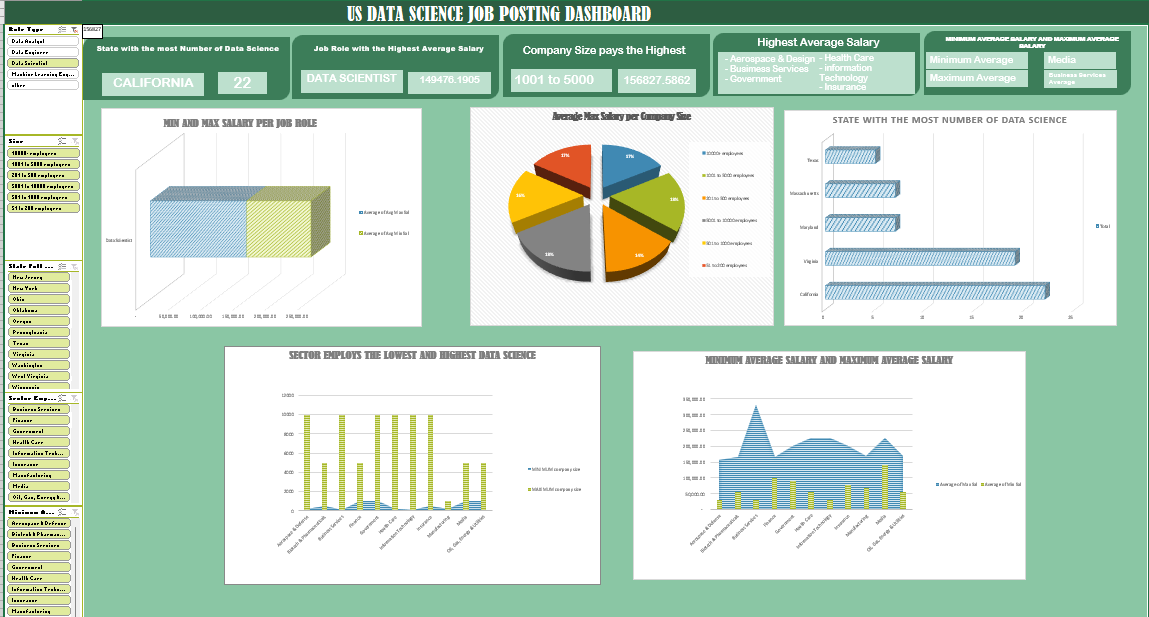 US DATA SCIENCE JOB POSTING DASHBOARD
Role Type
Data Analyst
Data Engineer
Data Scientist
Machine Learning Eng...
other
Size
10000+ employees
1001 to 5000 employees
201 to 500 employees
5001 to 10000 employees
501 to 1000 employees
51 to 200 employees
State Full ...
New Jersey
New York
Ohio
Oklahoma
Oregon
Pennsylvania
Texas
Virginia
Washington
West Virginia
Wisconsin
Sector Emp...
Business Services
Finance
Government
Health Care
Information Tech...
Insurance
Manufacturing
Media
Oil, Gas, Energy &...
Minimum A...
Aerospace & Defense
Biotech & Pharmac...
Business Services
Finance
Government
Health Care
Information Techn...
Insurance
Manufacturing
156827
State with the most Number of Data Science
CALIFORNIA
22
Job Role with the Highest Average Salary
DATA SCIENTIST
149476.1905
Company Size pays the Highest
1001 to 5000
156827.5862
Highest Average Salary
- Aerospace & Design
- Business Services
- Government
- Health Care
- information
Technology
- Insurance
MINIMUM AVERAGE SALARY AND MAXIMUM AVERAGE
SALARY
Minimum Average
Media
Maximum Average
Business Services
Average
MIN AND MAX SALARY PER JOB ROLE
Data Scientist
-
50,000.00
100,000.00
150,000.00
200,000.00
250,000.00
Average of Avg Max Sal
Average of Avg Min Sal
Average Max Salary per Company Size
17%
17%
16%
18%
16%
16%
10000+ employees
1001 to 5000 employees
201 to 500 employees
5001 to 10000 employees
501 to 1000 employees
51 to 200 employees
STATE WITH THE MOST NUMBER OF DATA SCIENCE
Texas
Massachusetts
Maryland
Virginia
California
0
5
10
15
20
25
Total
SECTOR EMPLOYS THE LOWEST AND HIGHEST DATA SCIENCE
12000
10000
8000
6000
4000
2000
0
Aerospace & Defense
Biotech & Pharmaceuticals
Business Services
Finance
Government
Health Care
Information Technology
Insurance
Manufacturing
Media
Oil, Gas, Energy & Utilities
MINIMUM company size
MAXIMUM company size
MINIMUM AVERAGE SALARY AND MAXIMUM AVERAGE SALARY
350,000.00
300,000.00
250,000.00
200,000.00
150,000.00
100,000.00
50,000.00
-
Aerospace & Defense
Biotech & Pharmaceuticals
Business Services
Finance
Government
Health Care
Information Technology
Insurance
Manufacturing
Media
Oil, Gas, Energy & Utilities
Average of Max Sal
Average of Min Sal